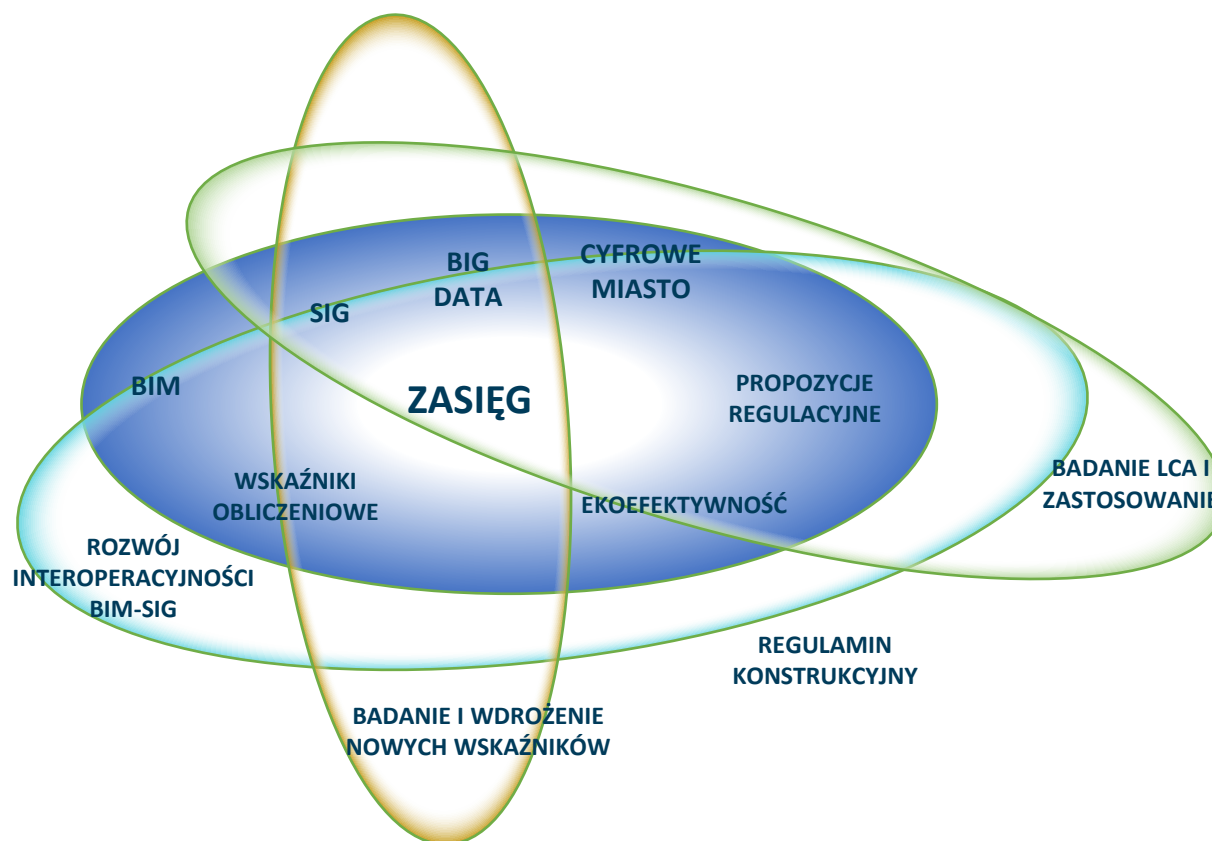 BIG
DATA
CYFROWE
MIASTO
SIG
BIM
ZASIĘG
PROPOZYCJE
REGULACYJNE
WSKAŹNIKI
OBLICZENIOWE
EKOEFEKTYWNOŚĆ
BADANIE LCA I
ZASTOSOWANIE
ROZWÓJ
INTEROPERACYJNOŚCI
BIM-SIG
REGULAMIN
KONSTRUKCYJNY
BADANIE I WDROŻENIE
NOWYCH WSKAŹNIKÓW